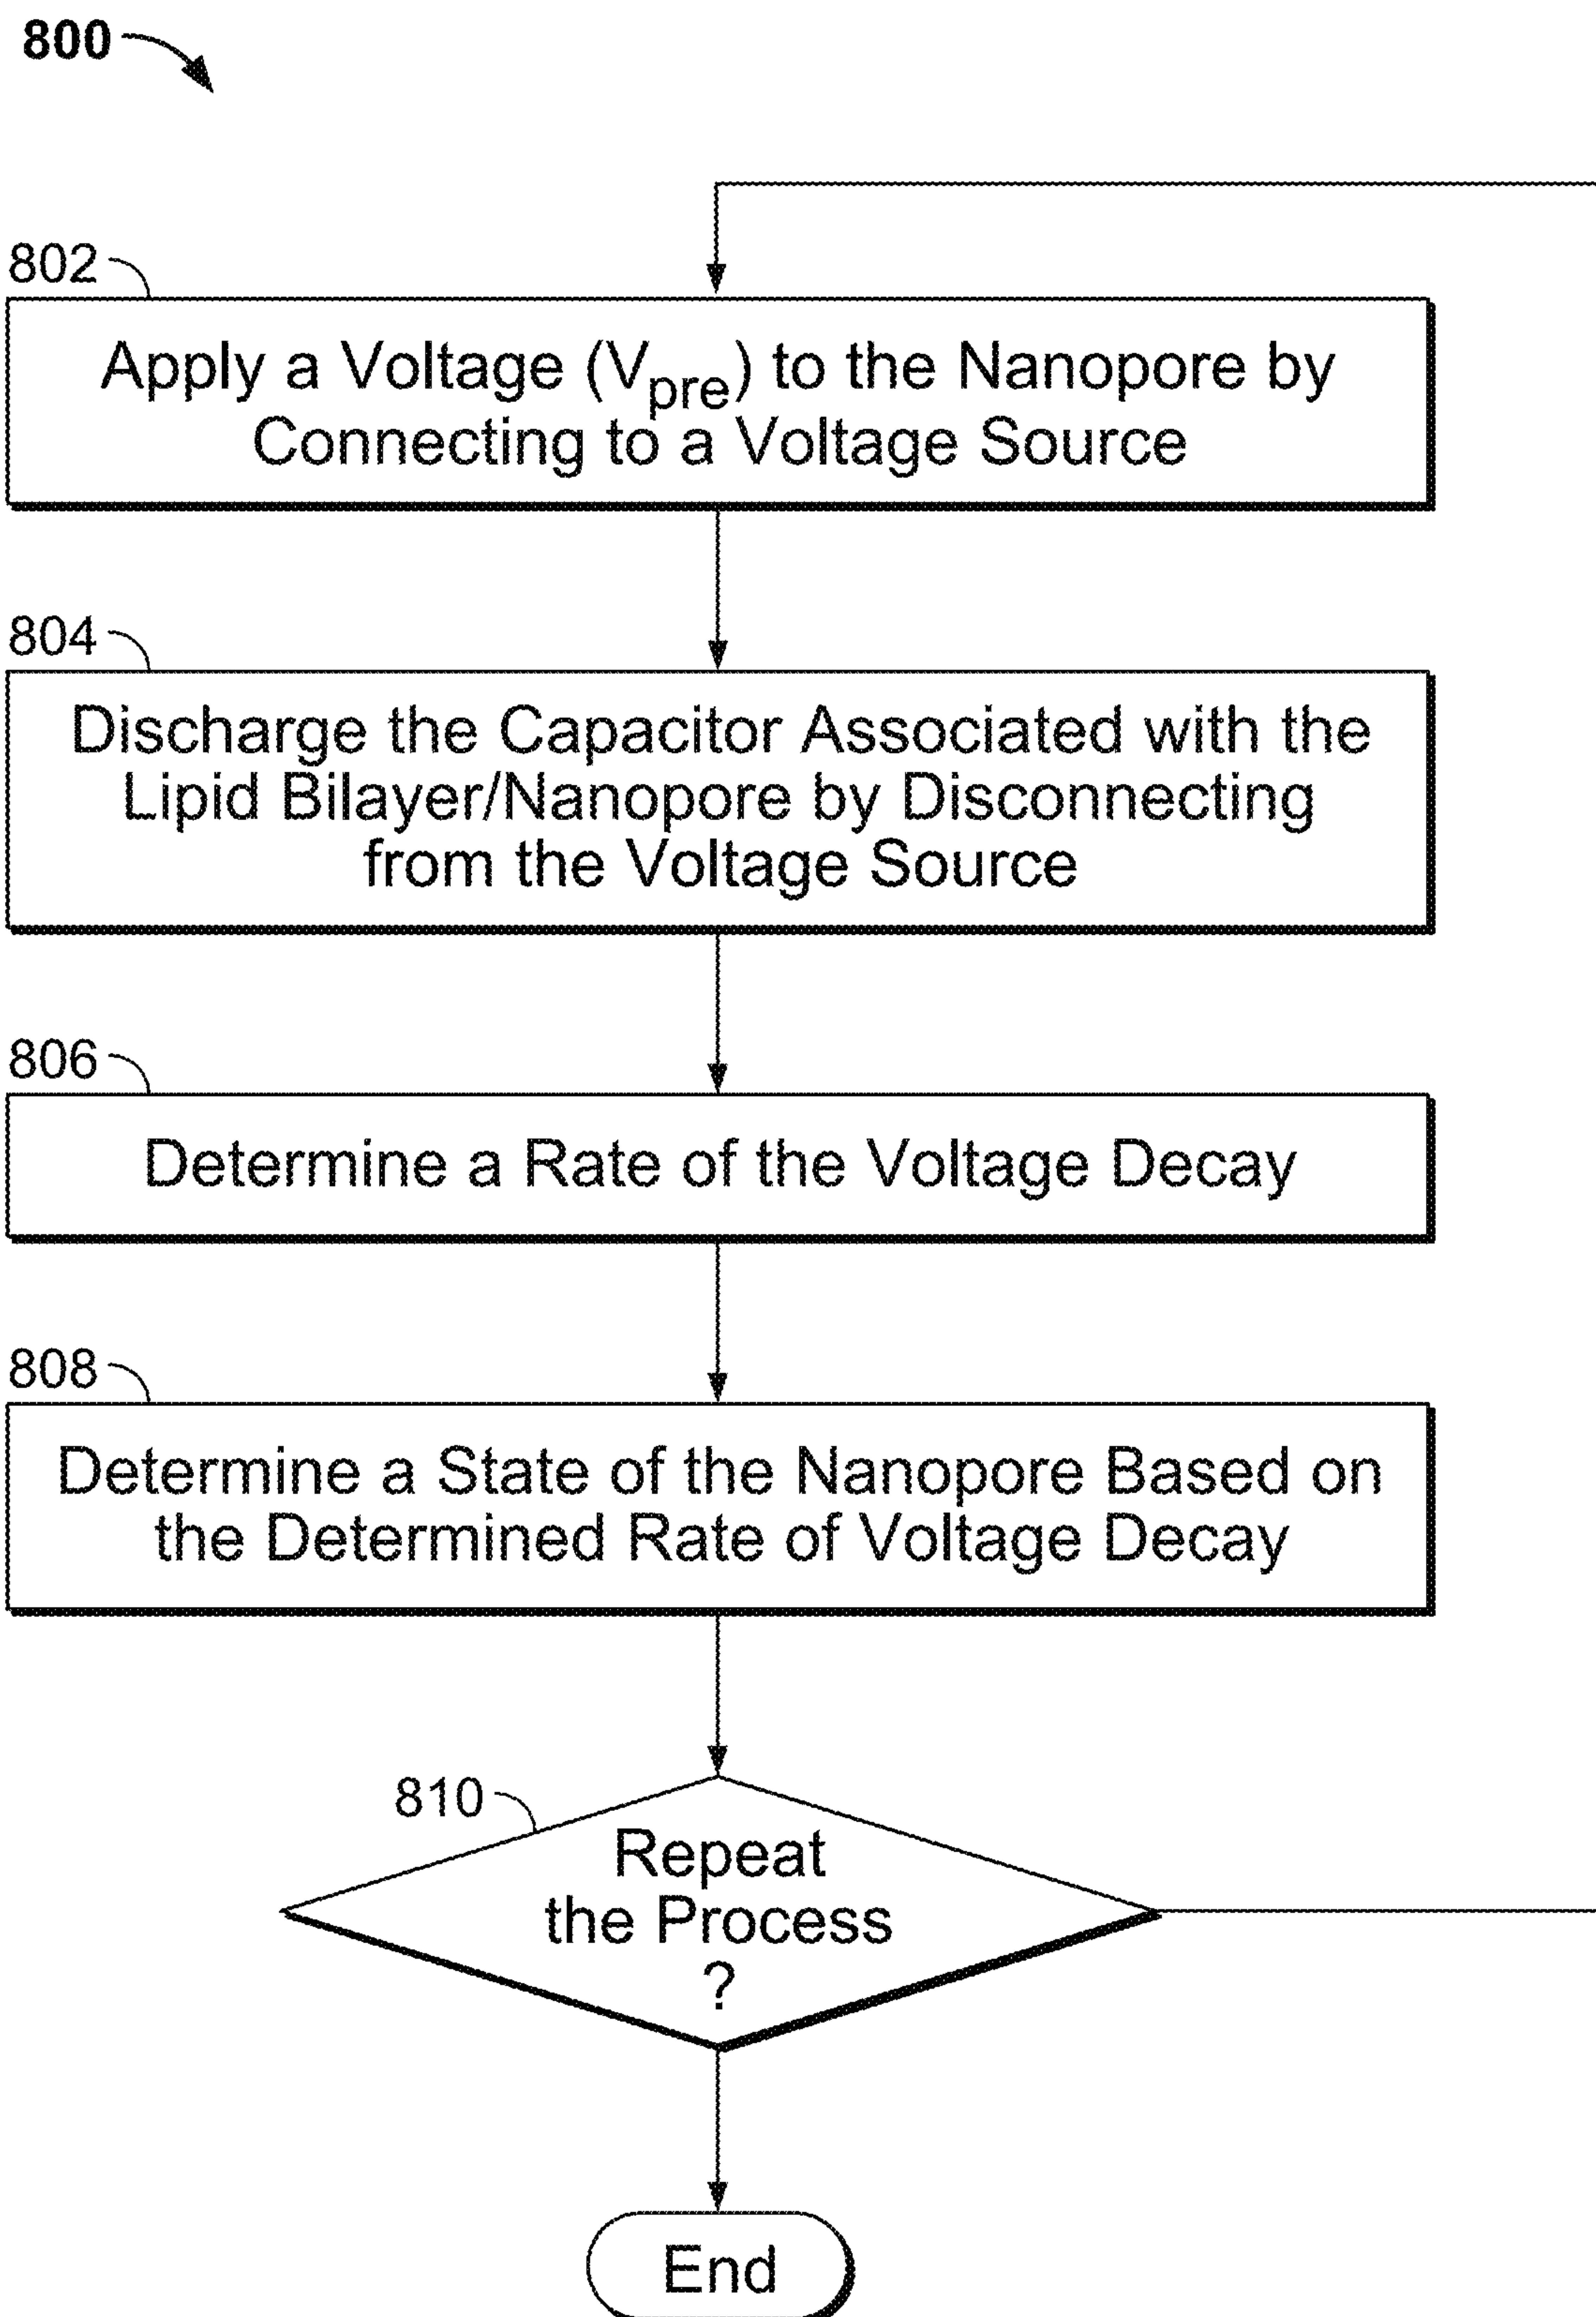 800
802
Apply a Voltage (Vpre) to the Nanopore by
Connecting to a Voltage Source
804
Discharge the Capacitor Associated with the
Lipid Bilayer/Nanopore by Disconnecting
from the Voltage Source
806
Determine a Rate of the Voltage Decay
808
Determine a State of the Nanopore Based on
the Determined Rate of Voltage Decay
810
Repeat
the Process
?
End